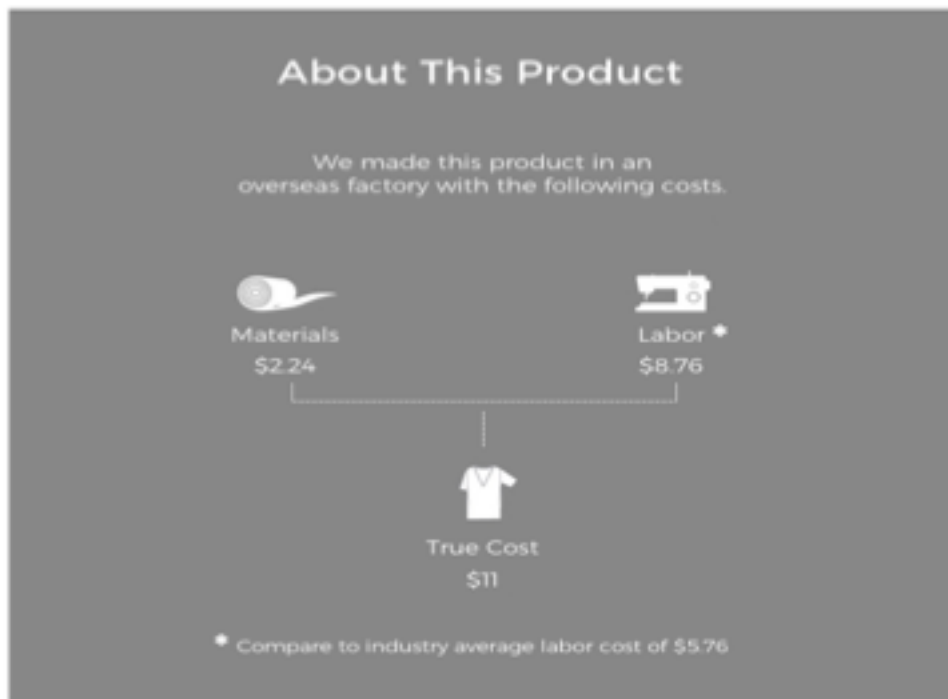 About This Product
We made this product in an
overseas factory with the following costs.
Materials
$2.24
Labor *
$8.76
True Cost
$11
* Compare to industry average labor cost of $5.76